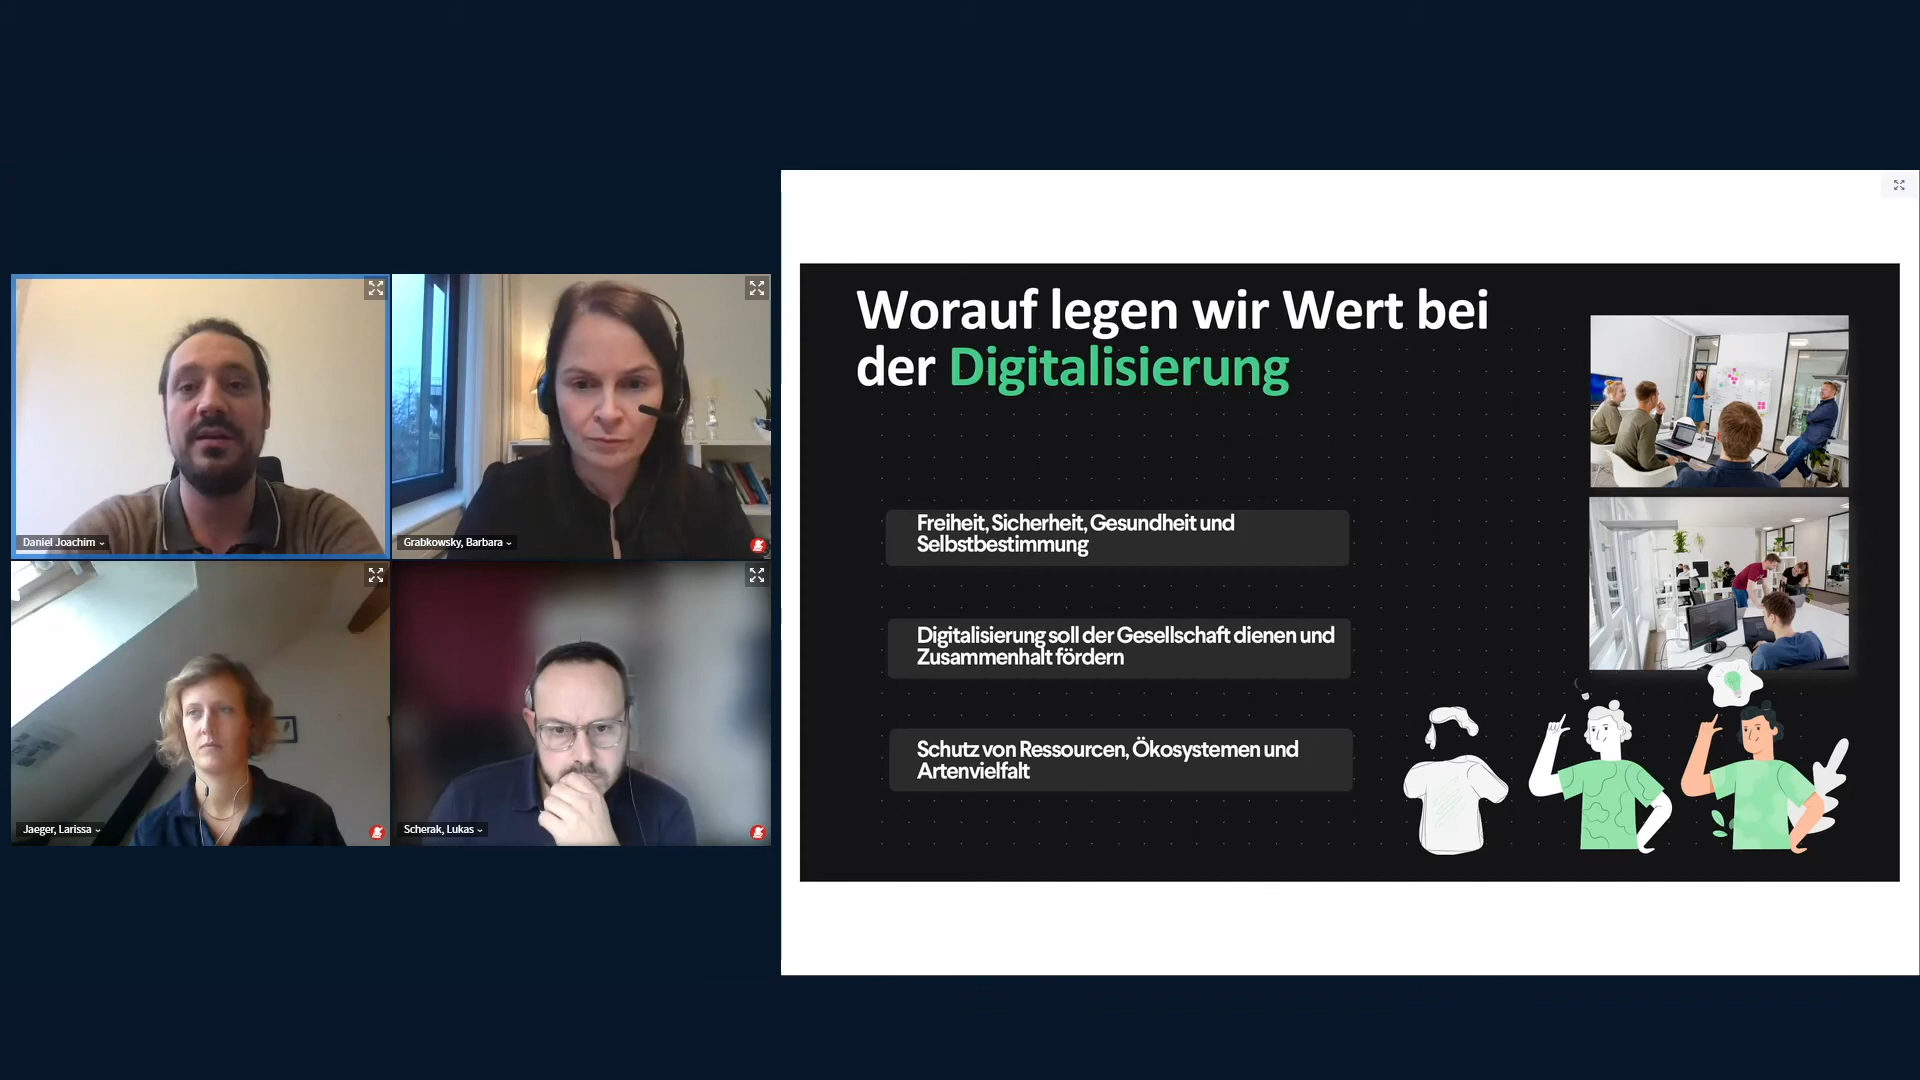 Daniel Joachim
Grabkowsky, Barbara
Jaeger, Larissa
Scherak, Lukas
Worauf legen wir Wert bei
der Digitalisierung
Freiheit, Sicherheit, Gesundheit und
Selbstbestimmung
Digitalisierung soll der Gesellschaft dienen und
Zusammenhalt fördern
Schutz von Ressourcen, Ökosystemen und
Artenvielfalt